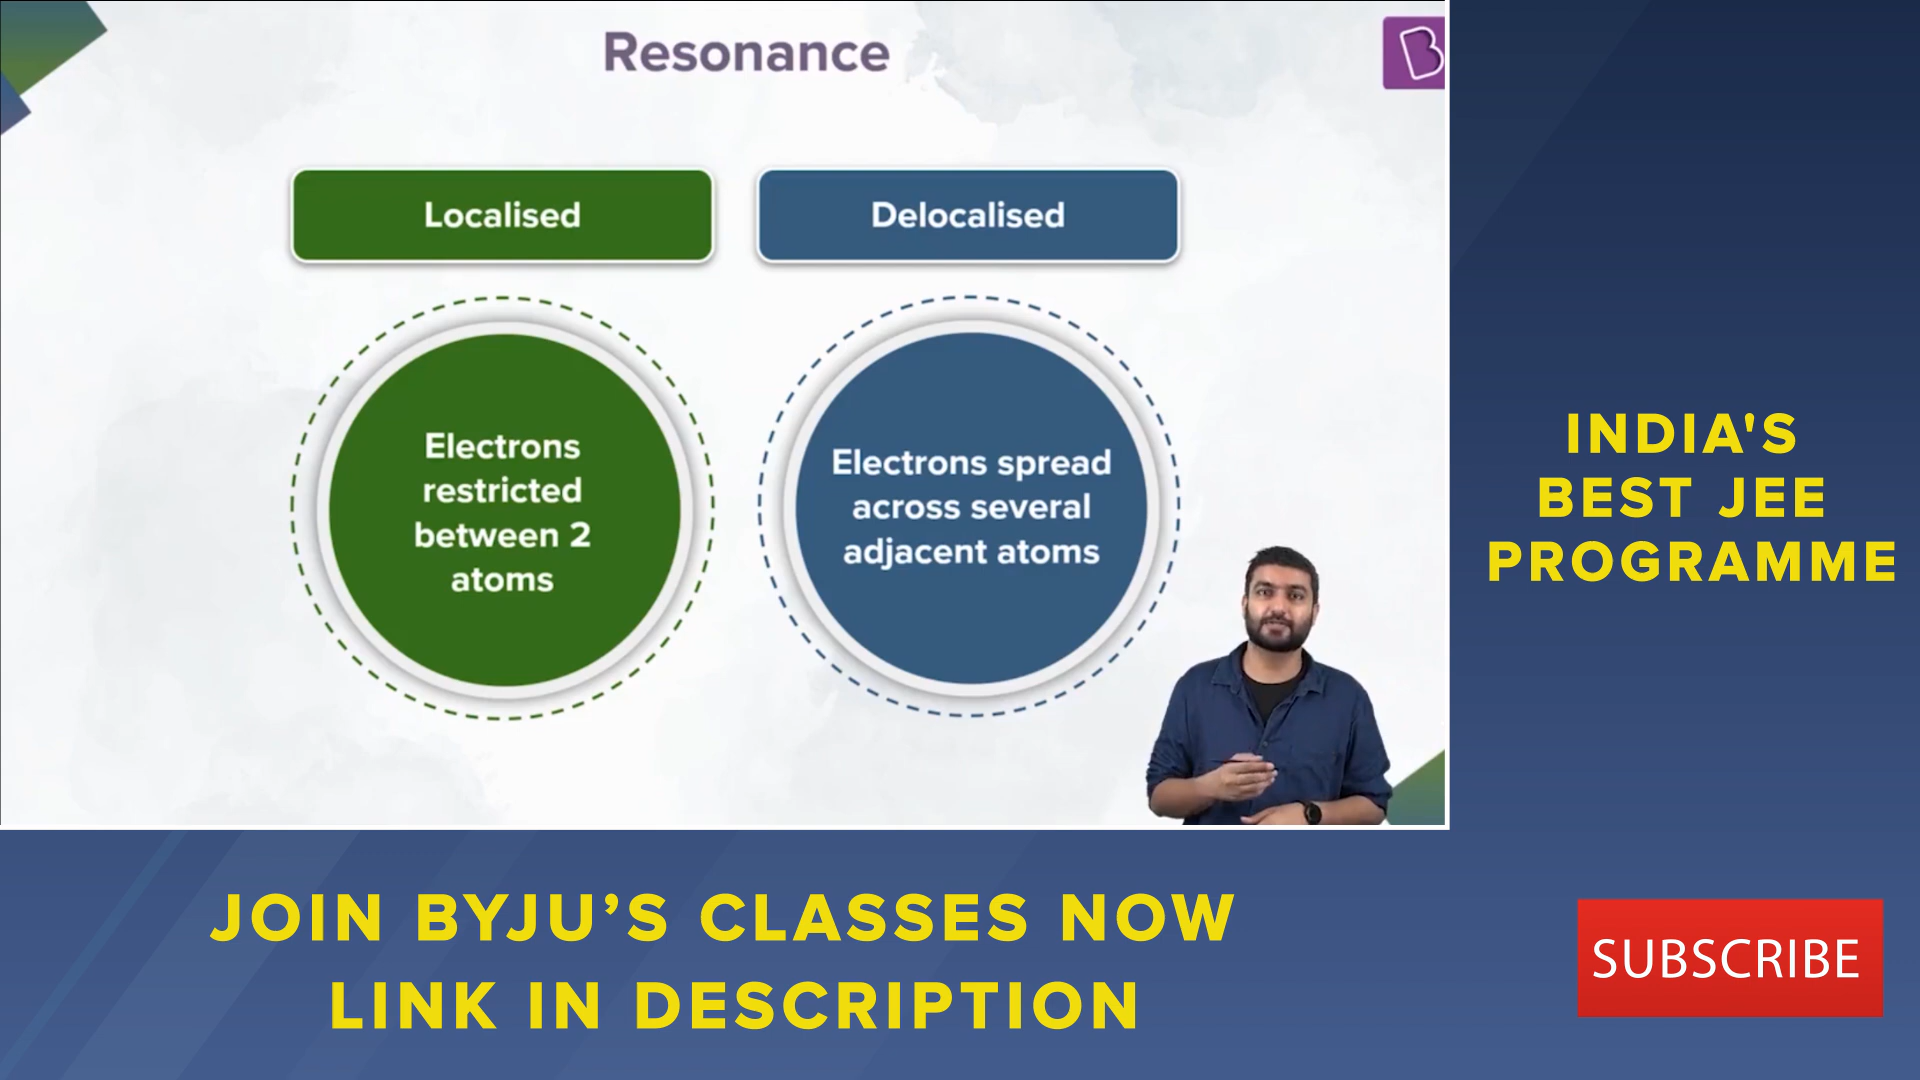 Resonance
B
Localised
Delocalised
Electrons
restricted
between 2
atoms
Electrons spread
across several
adjacent atoms
INDIA'S
BEST JEE
PROGRAMME
JOIN BYJU’S CLASSES NOW
LINK IN DESCRIPTION
SUBSCRIBE